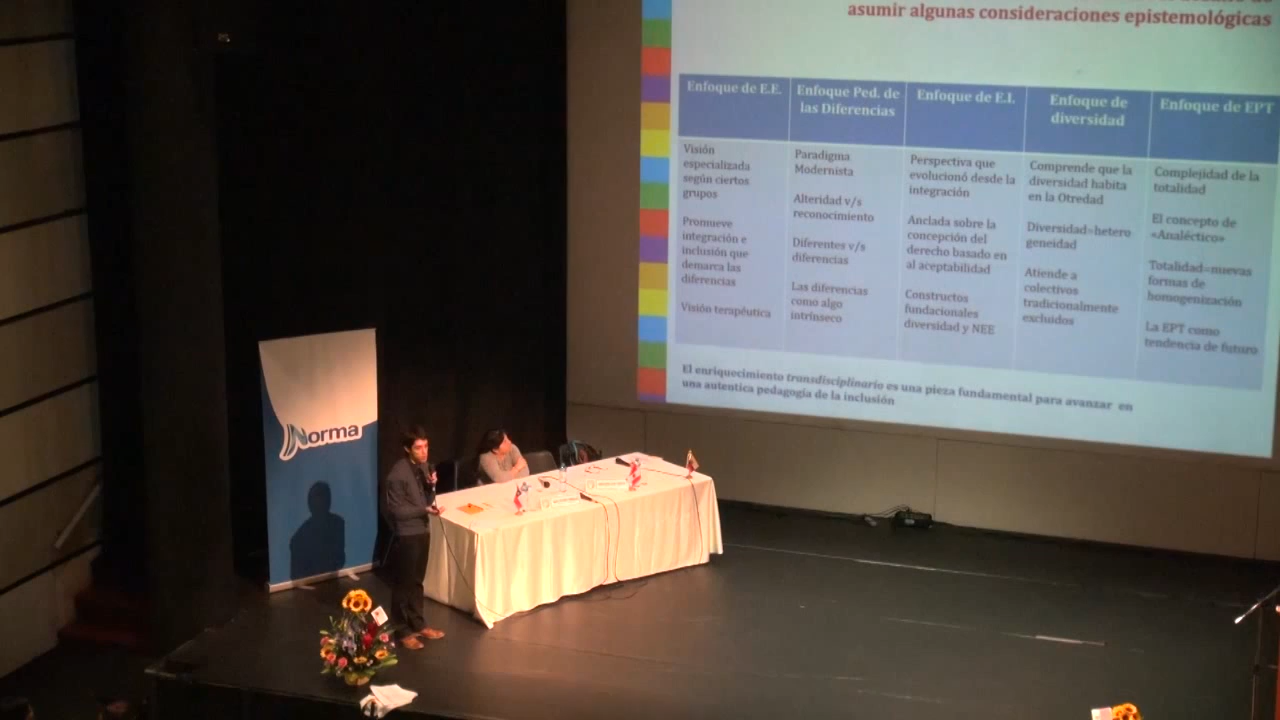 asumir algunas consideraciones epistemológicas
Enfoque de E.E.
Visión
especializada
según ciertos
grupos
Promueve
integración e
inclusión que
demarca las
diferencias
Visión terapéutica
Enfoque Ped. de
las Diferencias
Paradigma
Modernista
Alteridad v/s
reconocimiento
Diferentes v/s
diferencias
Las diferencias
como algo
intrínseco
Enfoque de E.I.
Perspectiva que
evolucionó desde la
integración
Anclada sobre la
concepción del
derecho basado en
al aceptabilidad
Constructos
fundacionales
diversidad y NEE
Enfoque de
diversidad
Comprende que la
diversidad habita
en la Otredad
Diversidad=hetero
geneidad
Atiende a
colectivos
tradicionalmente
excluidos
Enfoque de EPT
Complejidad de la
totalidad
El concepto de
«Analéctico»
Totalidad=nuevas
formas de
homogenización
La EPT como
tendencia de futuro
El enriquecimiento transdisciplinario es una pieza fundamental para avanzar en
una autentica pedagogía de la inclusión
Norma